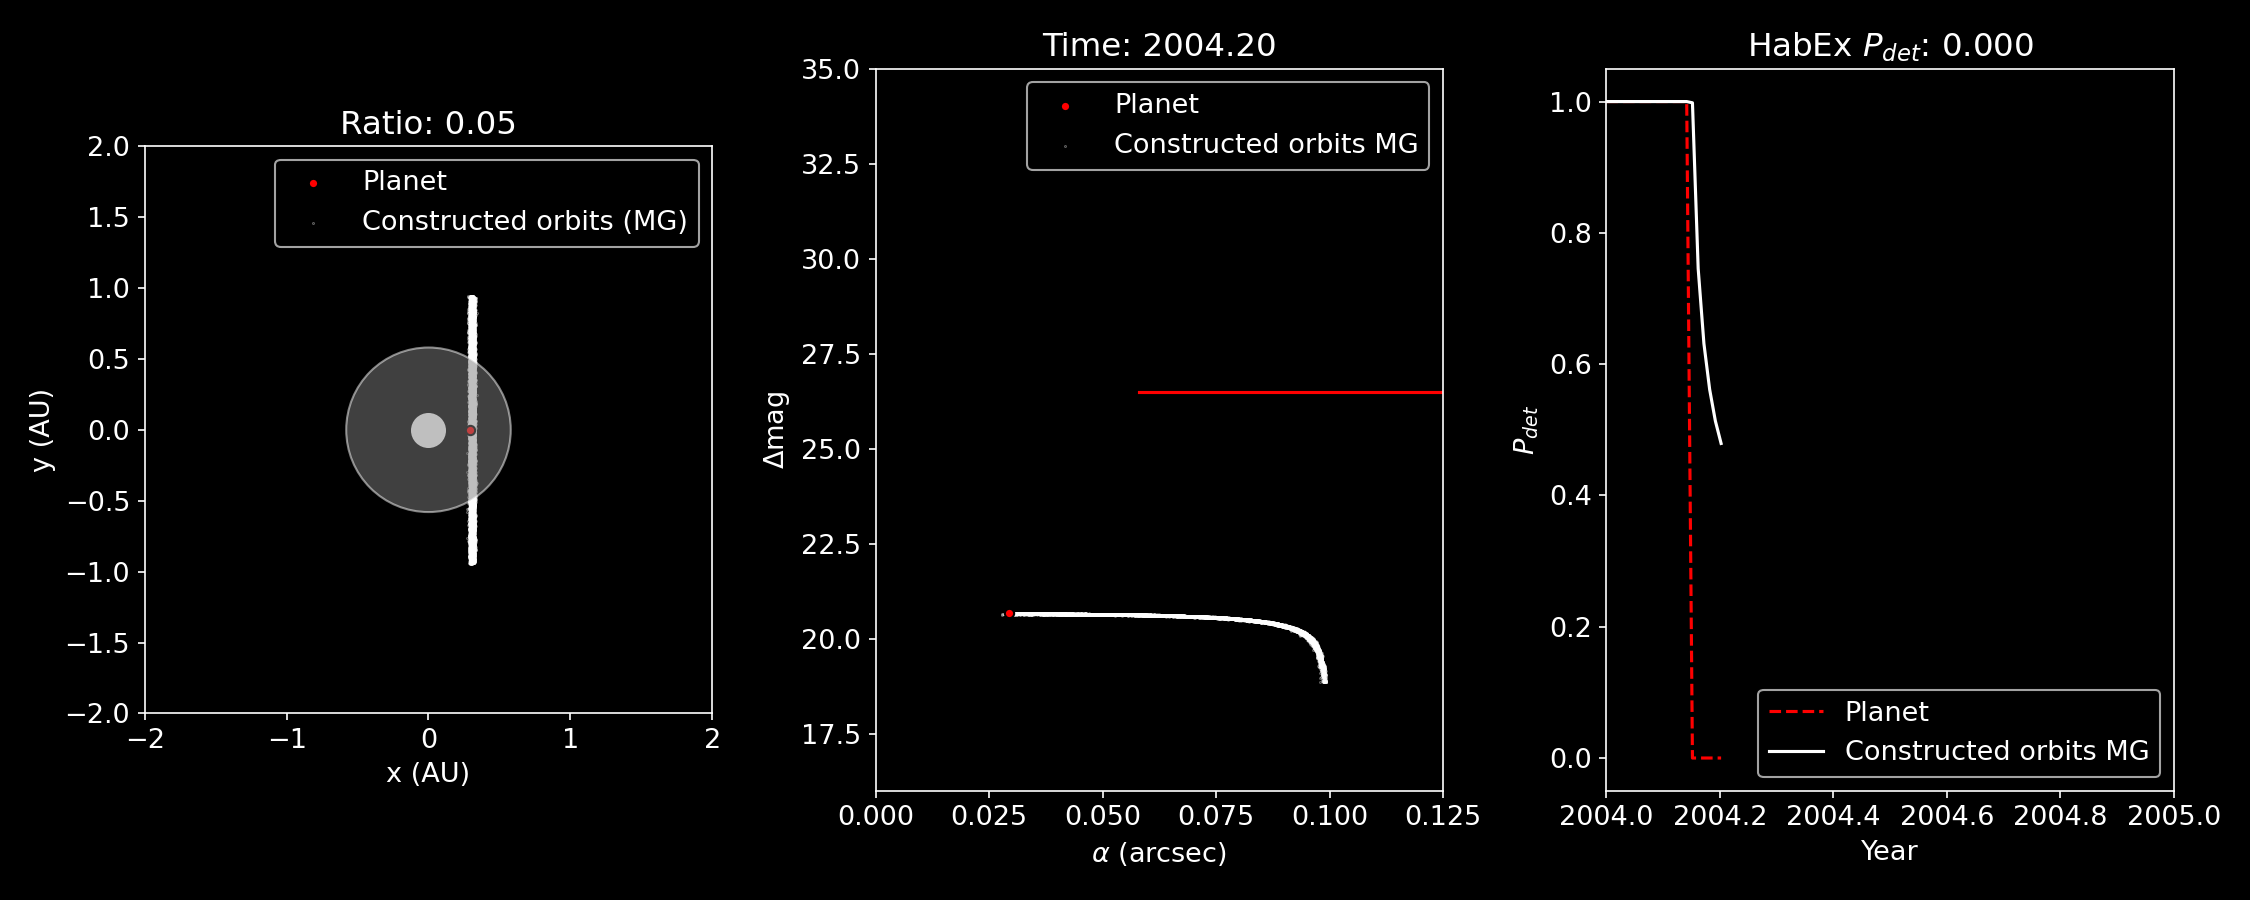 Ratio: 0.05
Planet
Constructed orbits (MG)
2.0
1.5
1.0
0.5
0.0
−0.5
−1.0
−1.5
−2.0
y (AU)
−2 −1 0 1 2
x (AU)
Time: 2004.20
Planet
Constructed orbits MG
35.0
32.5
30.0
27.5
25.0
22.5
20.0
17.5
Δmag
0.000 0.025 0.050 0.075 0.100 0.125
α (arcsec)
HabEx P_det: 0.000
1.0
0.8
0.6
0.4
0.2
0.0
P_det
Planet
Constructed orbits MG
2004.0 2004.2 2004.4 2004.6 2004.8 2005.0
Year